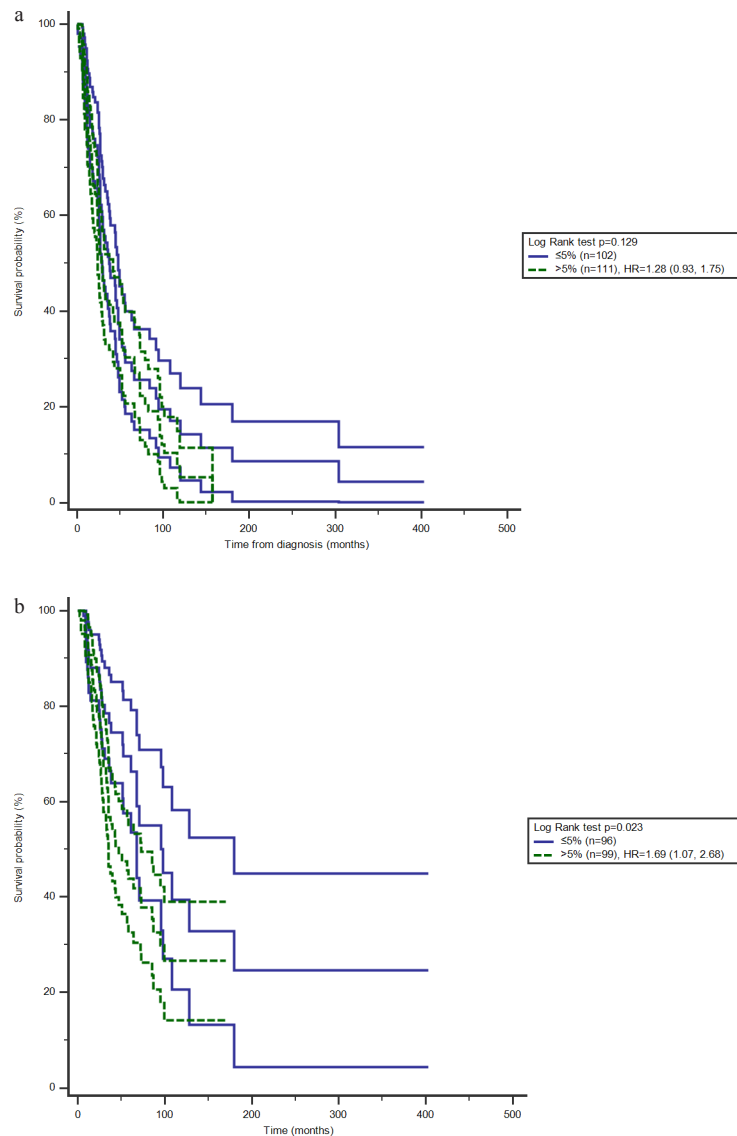 a
100
80
60
40
20
0
Survival probability (%)
0 100 200 300 400 500
Time from diagnosis (months)
Log Rank test p=0.129
≤5% (n=102)
>5% (n=111), HR=1.28 (0.93, 1.75)
b
100
80
60
40
20
0
Survival probability (%)
0 100 200 300 400 500
Time (months)
Log Rank test p=0.023
≤5% (n=96)
>5% (n=99), HR=1.69 (1.07, 2.68)